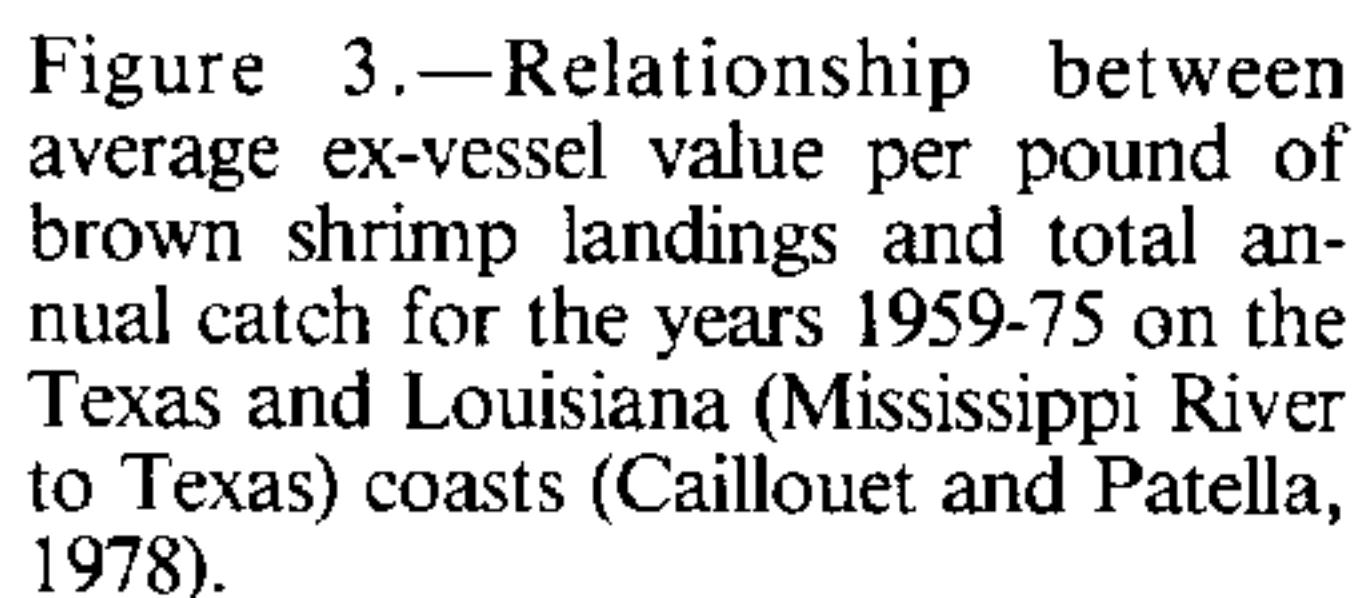 Figure 3.—Relationship between
average ex-vessel value per pound of
brown shrimp landings and total an-
nual catch for the years 1959-75 on the
Texas and Louisiana (Mississippi River
to Texas) coasts (Caillouet and Patella,
1978).